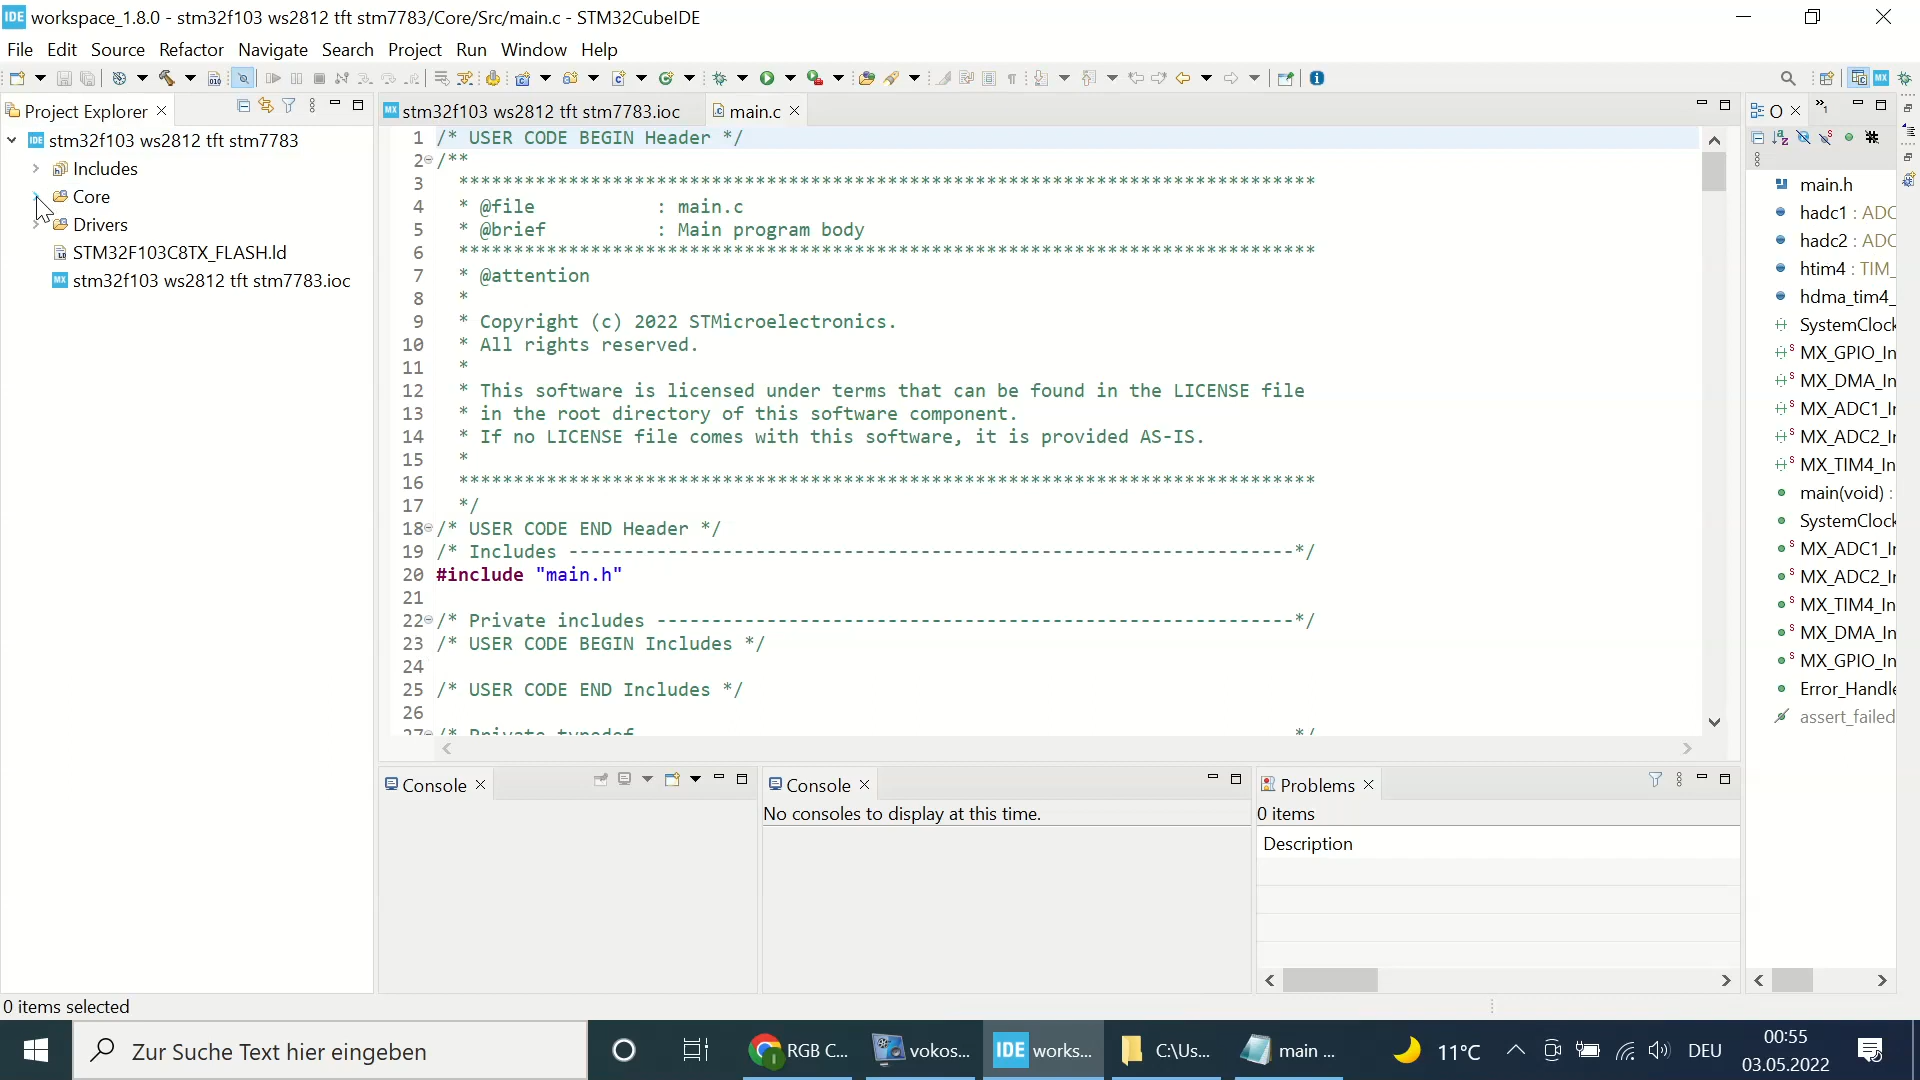 IDE workspace_1.8.0 - stm32f103 ws2812 tft stm7783/Core/Src/main.c - STM32CubeIDE
File Edit Source Refactor Navigate Search Project Run Window Help
Project Explorer
IDE stm32f103 ws2812 tft stm7783
Includes
Core
Drivers
STM32F103C8TX_FLASH.ld
MX stm32f103 ws2812 tft stm7783.ioc
MX stm32f103 ws2812 tft stm7783.ioc
main.c
1 /* USER CODE BEGIN Header */
2 /**
3 ******************************************************************************
4 * @file : main.c
5 * @brief : Main program body
6 ******************************************************************************
7 * @attention
8 *
9 * Copyright (c) 2022 STMicroelectronics.
10 * All rights reserved.
11 *
12 * This software is licensed under terms that can be found in the LICENSE file
13 * in the root directory of this software component.
14 * If no LICENSE file comes with this software, it is provided AS-IS.
15 *
16 ******************************************************************************
17 */
18 /* USER CODE END Header */
19 /* Includes ------------------------------------------------------------------*/
20 #include "main.h"
21
22 /* Private includes ----------------------------------------------------------*/
23 /* USER CODE BEGIN Includes */
24
25 /* USER CODE END Includes */
26
27 /* Private typedef */
O
main.h
hadc1 : ADC
hadc2 : ADC
htim4 : TIM_
hdma_tim4_
SystemClock
MX_GPIO_In
MX_DMA_In
MX_ADC1_In
MX_ADC2_In
MX_TIM4_In
main(void) :
SystemClock
MX_ADC1_In
MX_ADC2_In
MX_TIM4_In
MX_DMA_In
MX_GPIO_In
Error_Handle
assert_failed
Console
Console
No consoles to display at this time.
Problems
0 items
Description
0 items selected
Zur Suche Text hier eingeben
RGB C...
vokos...
IDE works...
C:\Us...
main ...
11°C
DEU
00:55
03.05.2022